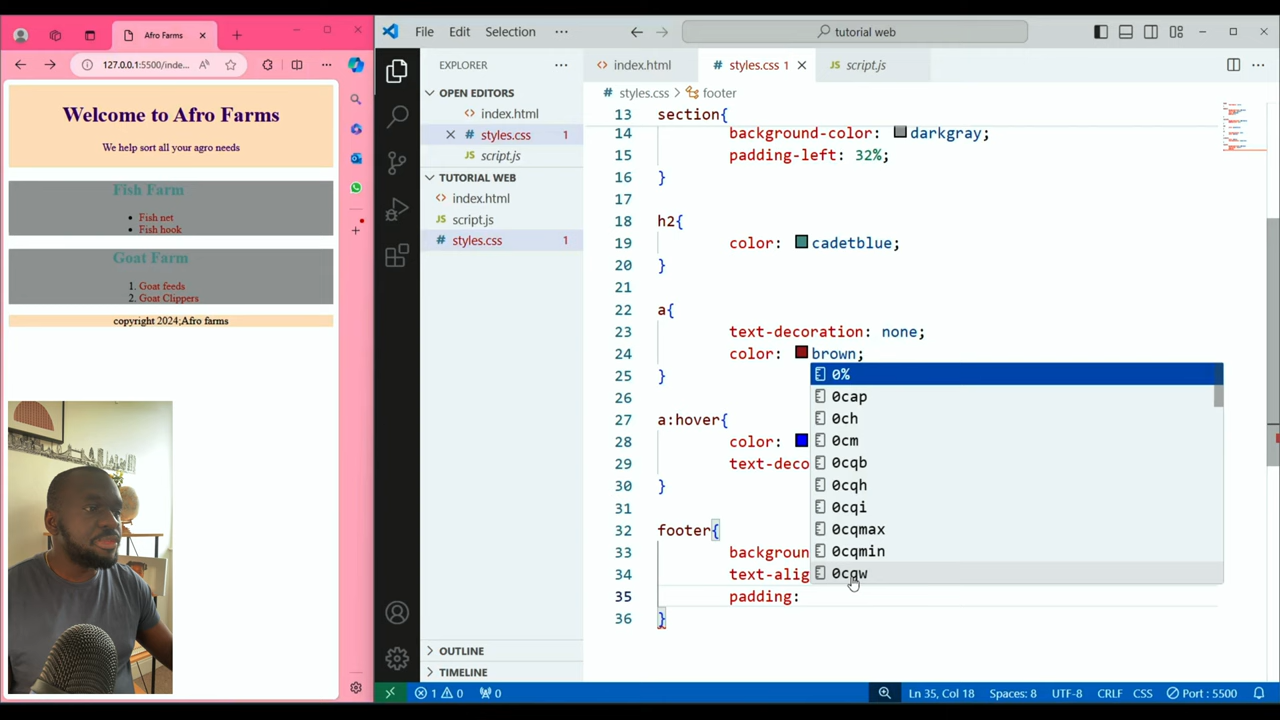 Afro Farms
127.0.0.1:5500/inde...
Welcome to Afro Farms
We help sort all your agro needs
Fish Farm
Fish net
Fish hook
Goat Farm
1. Goat feeds
2. Goat Clippers
copyright 2024;Afro farms
File Edit Selection ...
tutorial web
EXPLORER
OPEN EDITORS
index.html
styles.css 1
script.js
TUTORIAL WEB
index.html
script.js
styles.css 1
OUTLINE
TIMELINE
index.html
styles.css 1
script.js
styles.css > footer
13 section{
14 background-color: darkgray;
15 padding-left: 32%;
16 }
17
18 h2{
19 color: cadetblue;
20 }
21
22 a{
23 text-decoration: none;
24 color: brown;
25 }
26
27 a:hover{
28 color:
29 text-deco
30 }
31
32 footer{
33 backgroun
34 text-alig
35 padding:
36 }
0%
0cap
0ch
0cm
0cqb
0cqh
0cqi
0cqmax
0cqmin
0cqw
1 0 0 Ln 35, Col 18 Spaces: 8 UTF-8 CRLF CSS Port : 5500